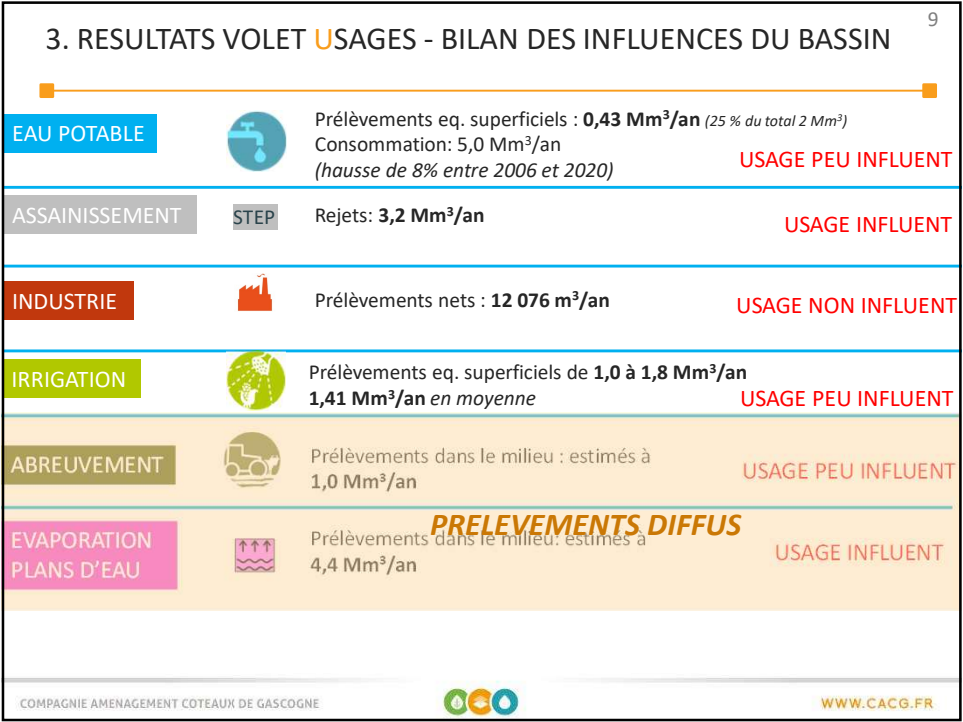 9
3. RESULTATS VOLET USAGES - BILAN DES INFLUENCES DU BASSIN
EAU POTABLE
Prélèvements eq. superficiels : 0,43 Mm³/an (25 % du total 2 Mm³)
Consommation: 5,0 Mm³/an
(hausse de 8% entre 2006 et 2020)
USAGE PEU INFLUENT
ASSAINISSEMENT
STEP
Rejets: 3,2 Mm³/an
USAGE INFLUENT
INDUSTRIE
Prélèvements nets : 12 076 m³/an
USAGE NON INFLUENT
IRRIGATION
Prélèvements eq. superficiels de 1,0 à 1,8 Mm³/an
1,41 Mm³/an en moyenne
USAGE PEU INFLUENT
ABREUVEMENT
Prélèvements dans le milieu : estimés à
1,0 Mm³/an
USAGE PEU INFLUENT
PRELEVEMENTS DIFFUS
EVAPORATION
PLANS D'EAU
Prélèvements dans le milieu: estimés à
4,4 Mm³/an
USAGE INFLUENT
COMPAGNIE AMENAGEMENT COTEAUX DE GASCOGNE
WWW.CACG.FR